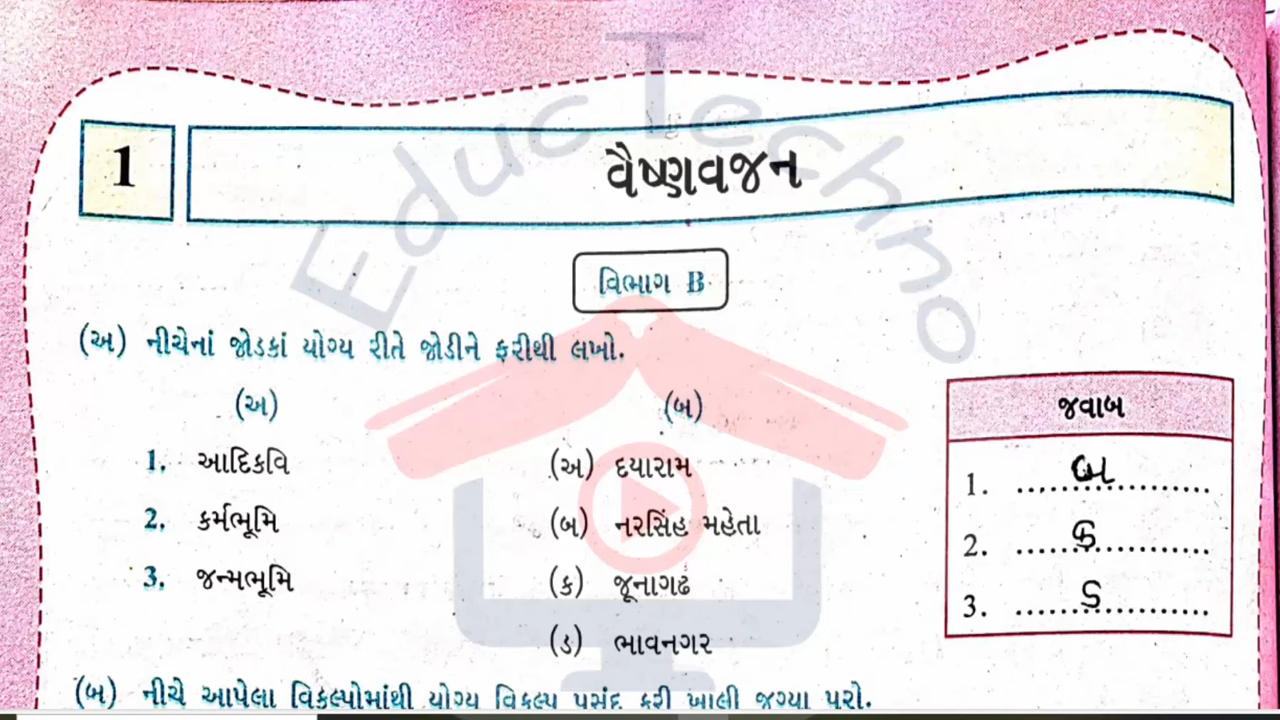 1 વૈષ્ણવજન
વિભાગ B
(અ) નીચેનાં જોડકાં યોગ્ય રીતે જોડીને ફરીથી લખો.
(અ) (બ)
1. આદિકવિ (અ) દયારામ
2. કર્મભૂમિ (બ) નરસિંહ મહેતા
3. જન્મભૂમિ (ક) જૂનાગઢ
(ડ) ભાવનગર
જવાબ
1. બ
2. ક
3. ડ
(બ) નીચે આપેલા વિકલ્પોમાંથી યોગ્ય વિકલ્પ પસંદ કરી ખાલી જગ્યા પૂરો.
EducTechno